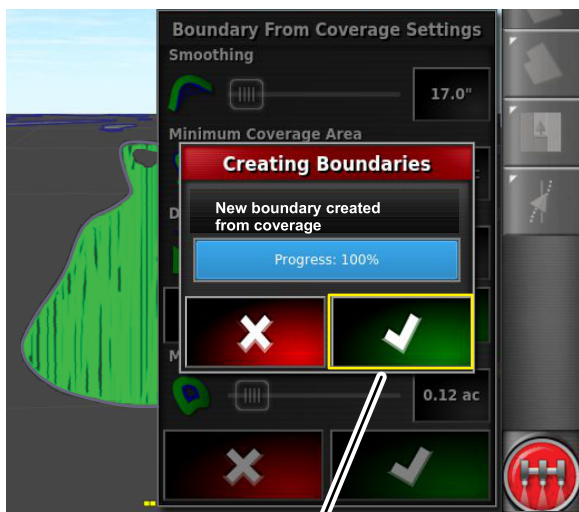 Boundary From Coverage Settings
Smoothing
17.0"
Minimum Coverage Area
Creating Boundaries
New boundary created
from coverage
Progress: 100%
0.12 ac